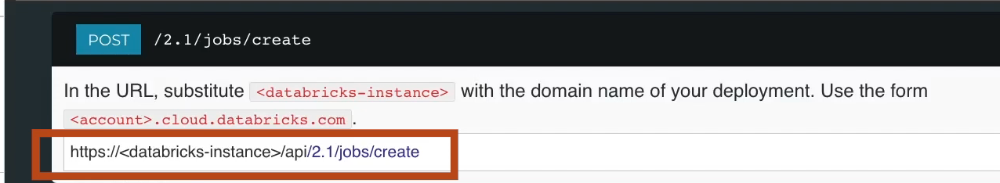 POST /2.1/jobs/create
In the URL, substitute <databricks-instance> with the domain name of your deployment. Use the form
<account>.cloud.databricks.com.
https://<databricks-instance>/api/2.1/jobs/create